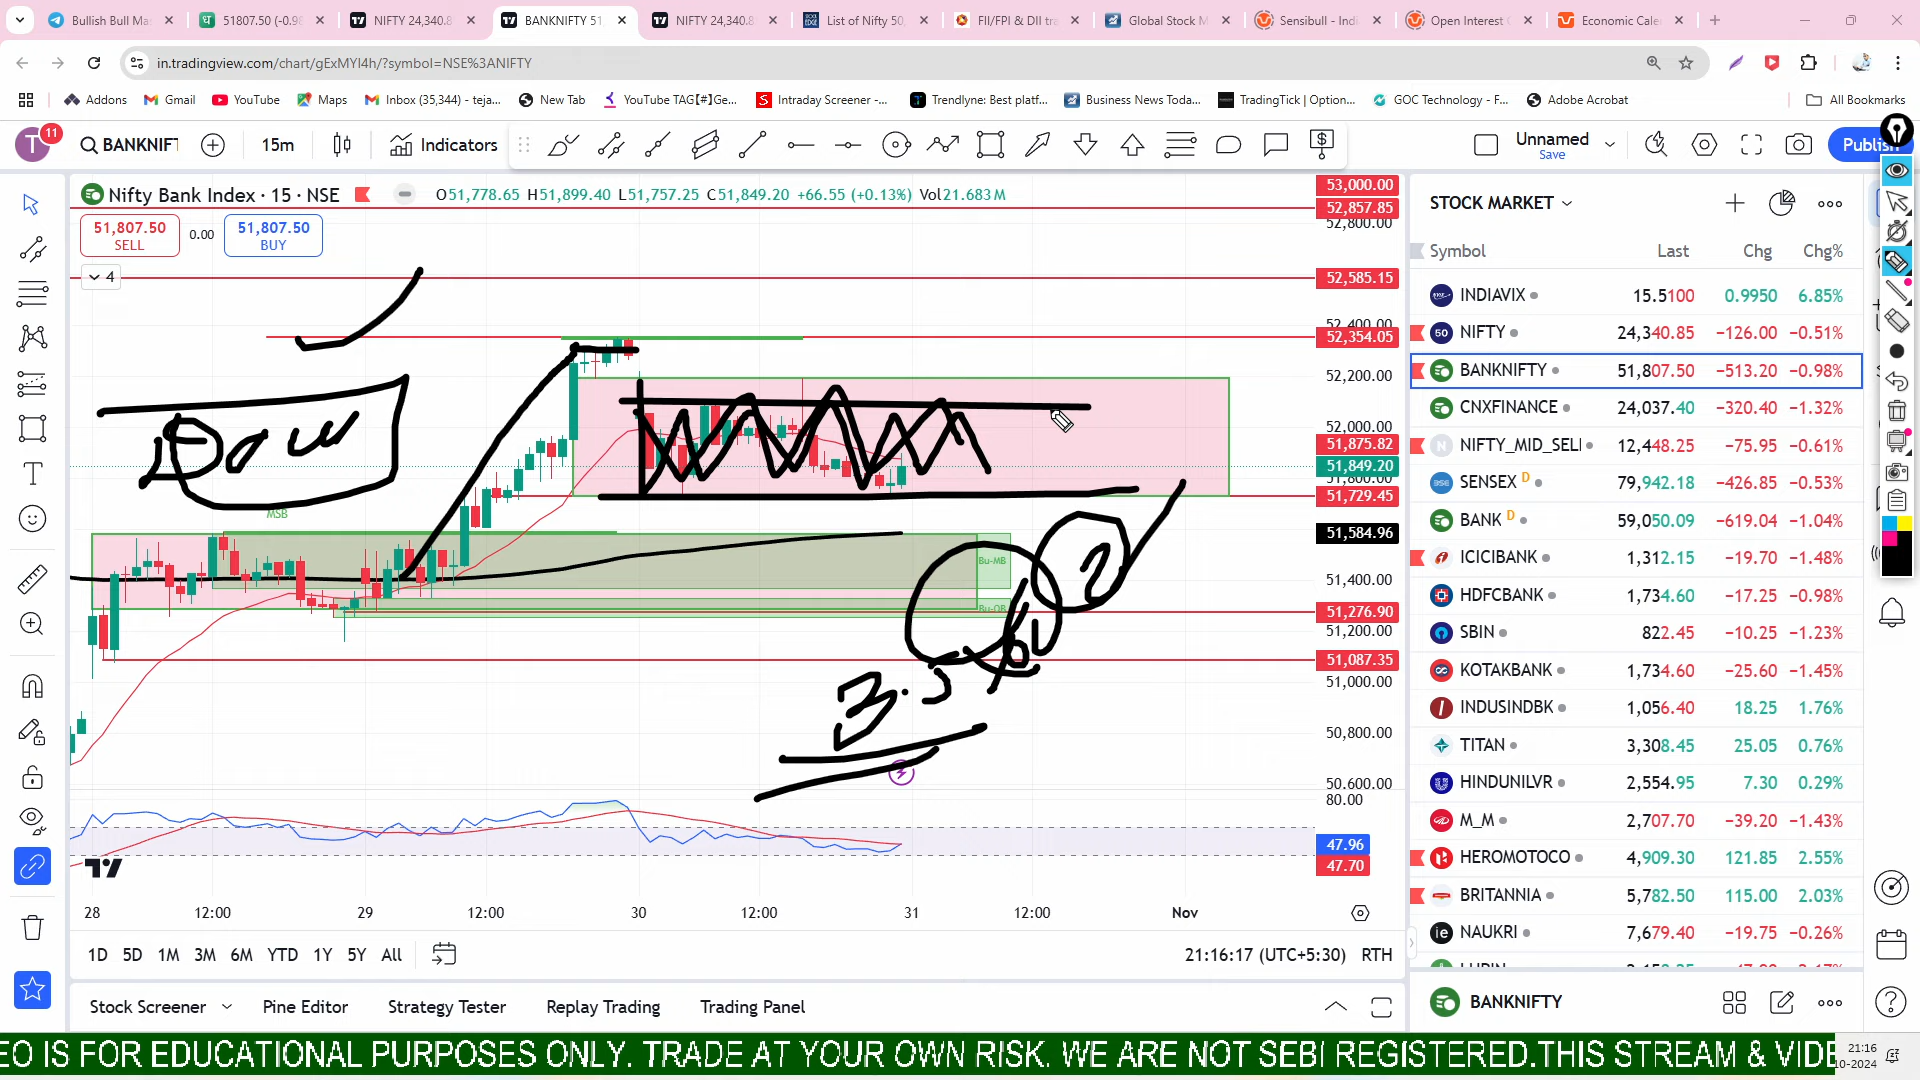 Bullish Bull Ma
51807.50 (-0.98
NIFTY 24,340.8
BANKNIFTY 51
NIFTY 24,340.8
List of Nifty 50,
FII/FPI & DII tra
Global Stock M
Sensibull - Indi
Open Interest
Economic Cale
in.tradingview.com/chart/gExMYI4h/?symbol=NSE%3ANIFTY
Addons
Gmail
YouTube
Maps
Inbox (35,344) - teja...
New Tab
YouTube TAG【#】Ge...
Intraday Screener -...
Trendlyne: Best platf...
Business News Toda...
TradingTick | Option...
GOC Technology - F...
Adobe Acrobat
All Bookmarks
T 11
BANKNIFT
15m
Indicators
Unnamed
Save
Publish
Nifty Bank Index · 15 · NSE
O51,778.65 H51,899.40 L51,757.25 C51,849.20 +66.55 (+0.13%) Vol21.683 M
51,807.50
SELL
0.00
51,807.50
BUY
4
53,000.00
52,857.85
52,800.00
52,585.15
52,400.00
52,354.05
52,200.00
52,000.00
51,875.82
51,849.20
51,800.00
51,729.45
51,584.96
51,400.00
51,276.90
51,200.00
51,087.35
51,000.00
50,800.00
50,600.00
80.00
47.96
47.70
MSB
Bu-MB
Bu-OB
Dow
2
3.5
28
12:00
29
12:00
30
12:00
31
12:00
Nov
1D 5D 1M 3M 6M YTD 1Y 5Y All
21:16:17 (UTC+5:30) RTH
Stock Screener
Pine Editor
Strategy Tester
Replay Trading
Trading Panel
STOCK MARKET
Symbol Last Chg Chg%
INDIAVIX 15.5100 0.9950 6.85%
NIFTY 24,340.85 −126.00 −0.51%
BANKNIFTY 51,807.50 −513.20 −0.98%
CNXFINANCE 24,037.40 −320.40 −1.32%
NIFTY_MID_SELI 12,448.25 −75.95 −0.61%
SENSEX D 79,942.18 −426.85 −0.53%
BANK D 59,050.09 −619.04 −1.04%
ICICIBANK 1,312.15 −19.70 −1.48%
HDFCBANK 1,734.60 −17.25 −0.98%
SBIN 822.45 −10.25 −1.23%
KOTAKBANK 1,734.60 −25.60 −1.45%
INDUSINDBK 1,056.40 18.25 1.76%
TITAN 3,308.45 25.05 0.76%
HINDUNILVR 2,554.95 7.30 0.29%
M_M 2,707.70 −39.20 −1.43%
HEROMOTOCO 4,909.30 121.85 2.55%
BRITANNIA 5,782.50 115.00 2.03%
NAUKRI 7,679.40 −19.75 −0.26%
BANKNIFTY
EO IS FOR EDUCATIONAL PURPOSES ONLY. TRADE AT YOUR OWN RISK. WE ARE NOT SEBI REGISTERED.THIS STREAM & VIDE
21:16
10-2024